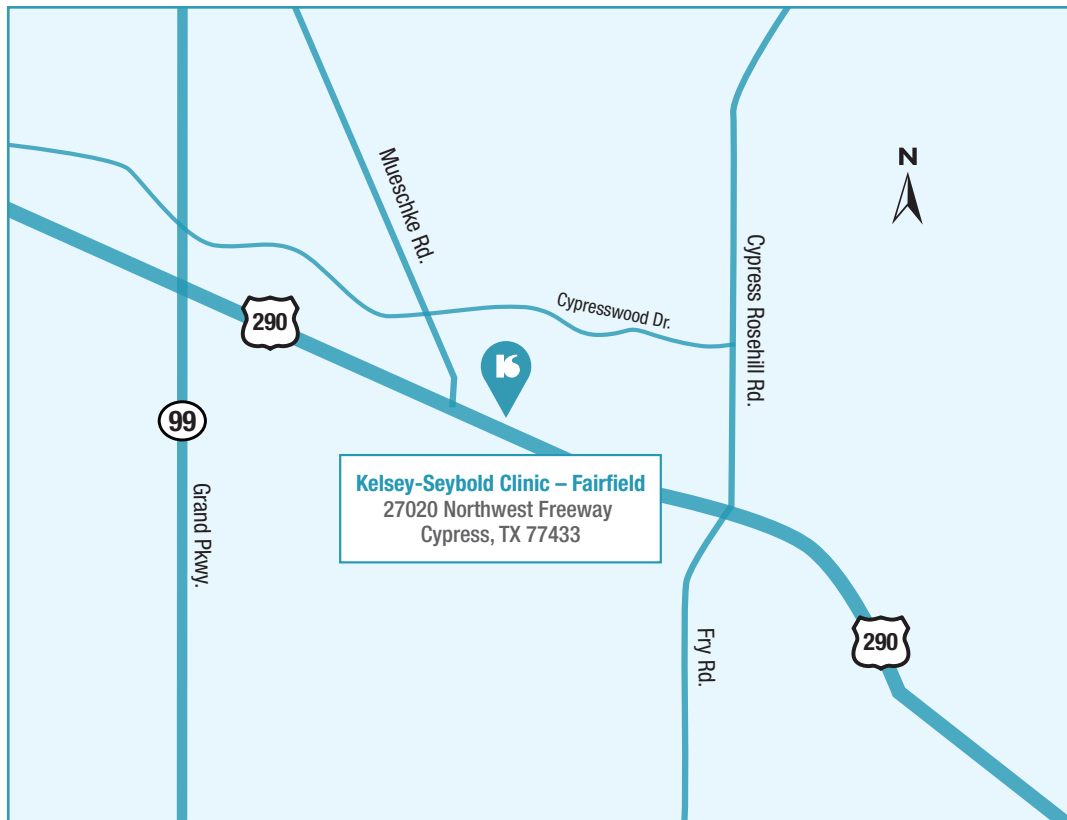 N
Mueschke Rd.
Cypress Rosehill Rd.
Cypresswood Dr.
290
K
99
Kelsey-Seybold Clinic – Fairfield
27020 Northwest Freeway
Cypress, TX 77433
Grand Pkwy.
Fry Rd.
290